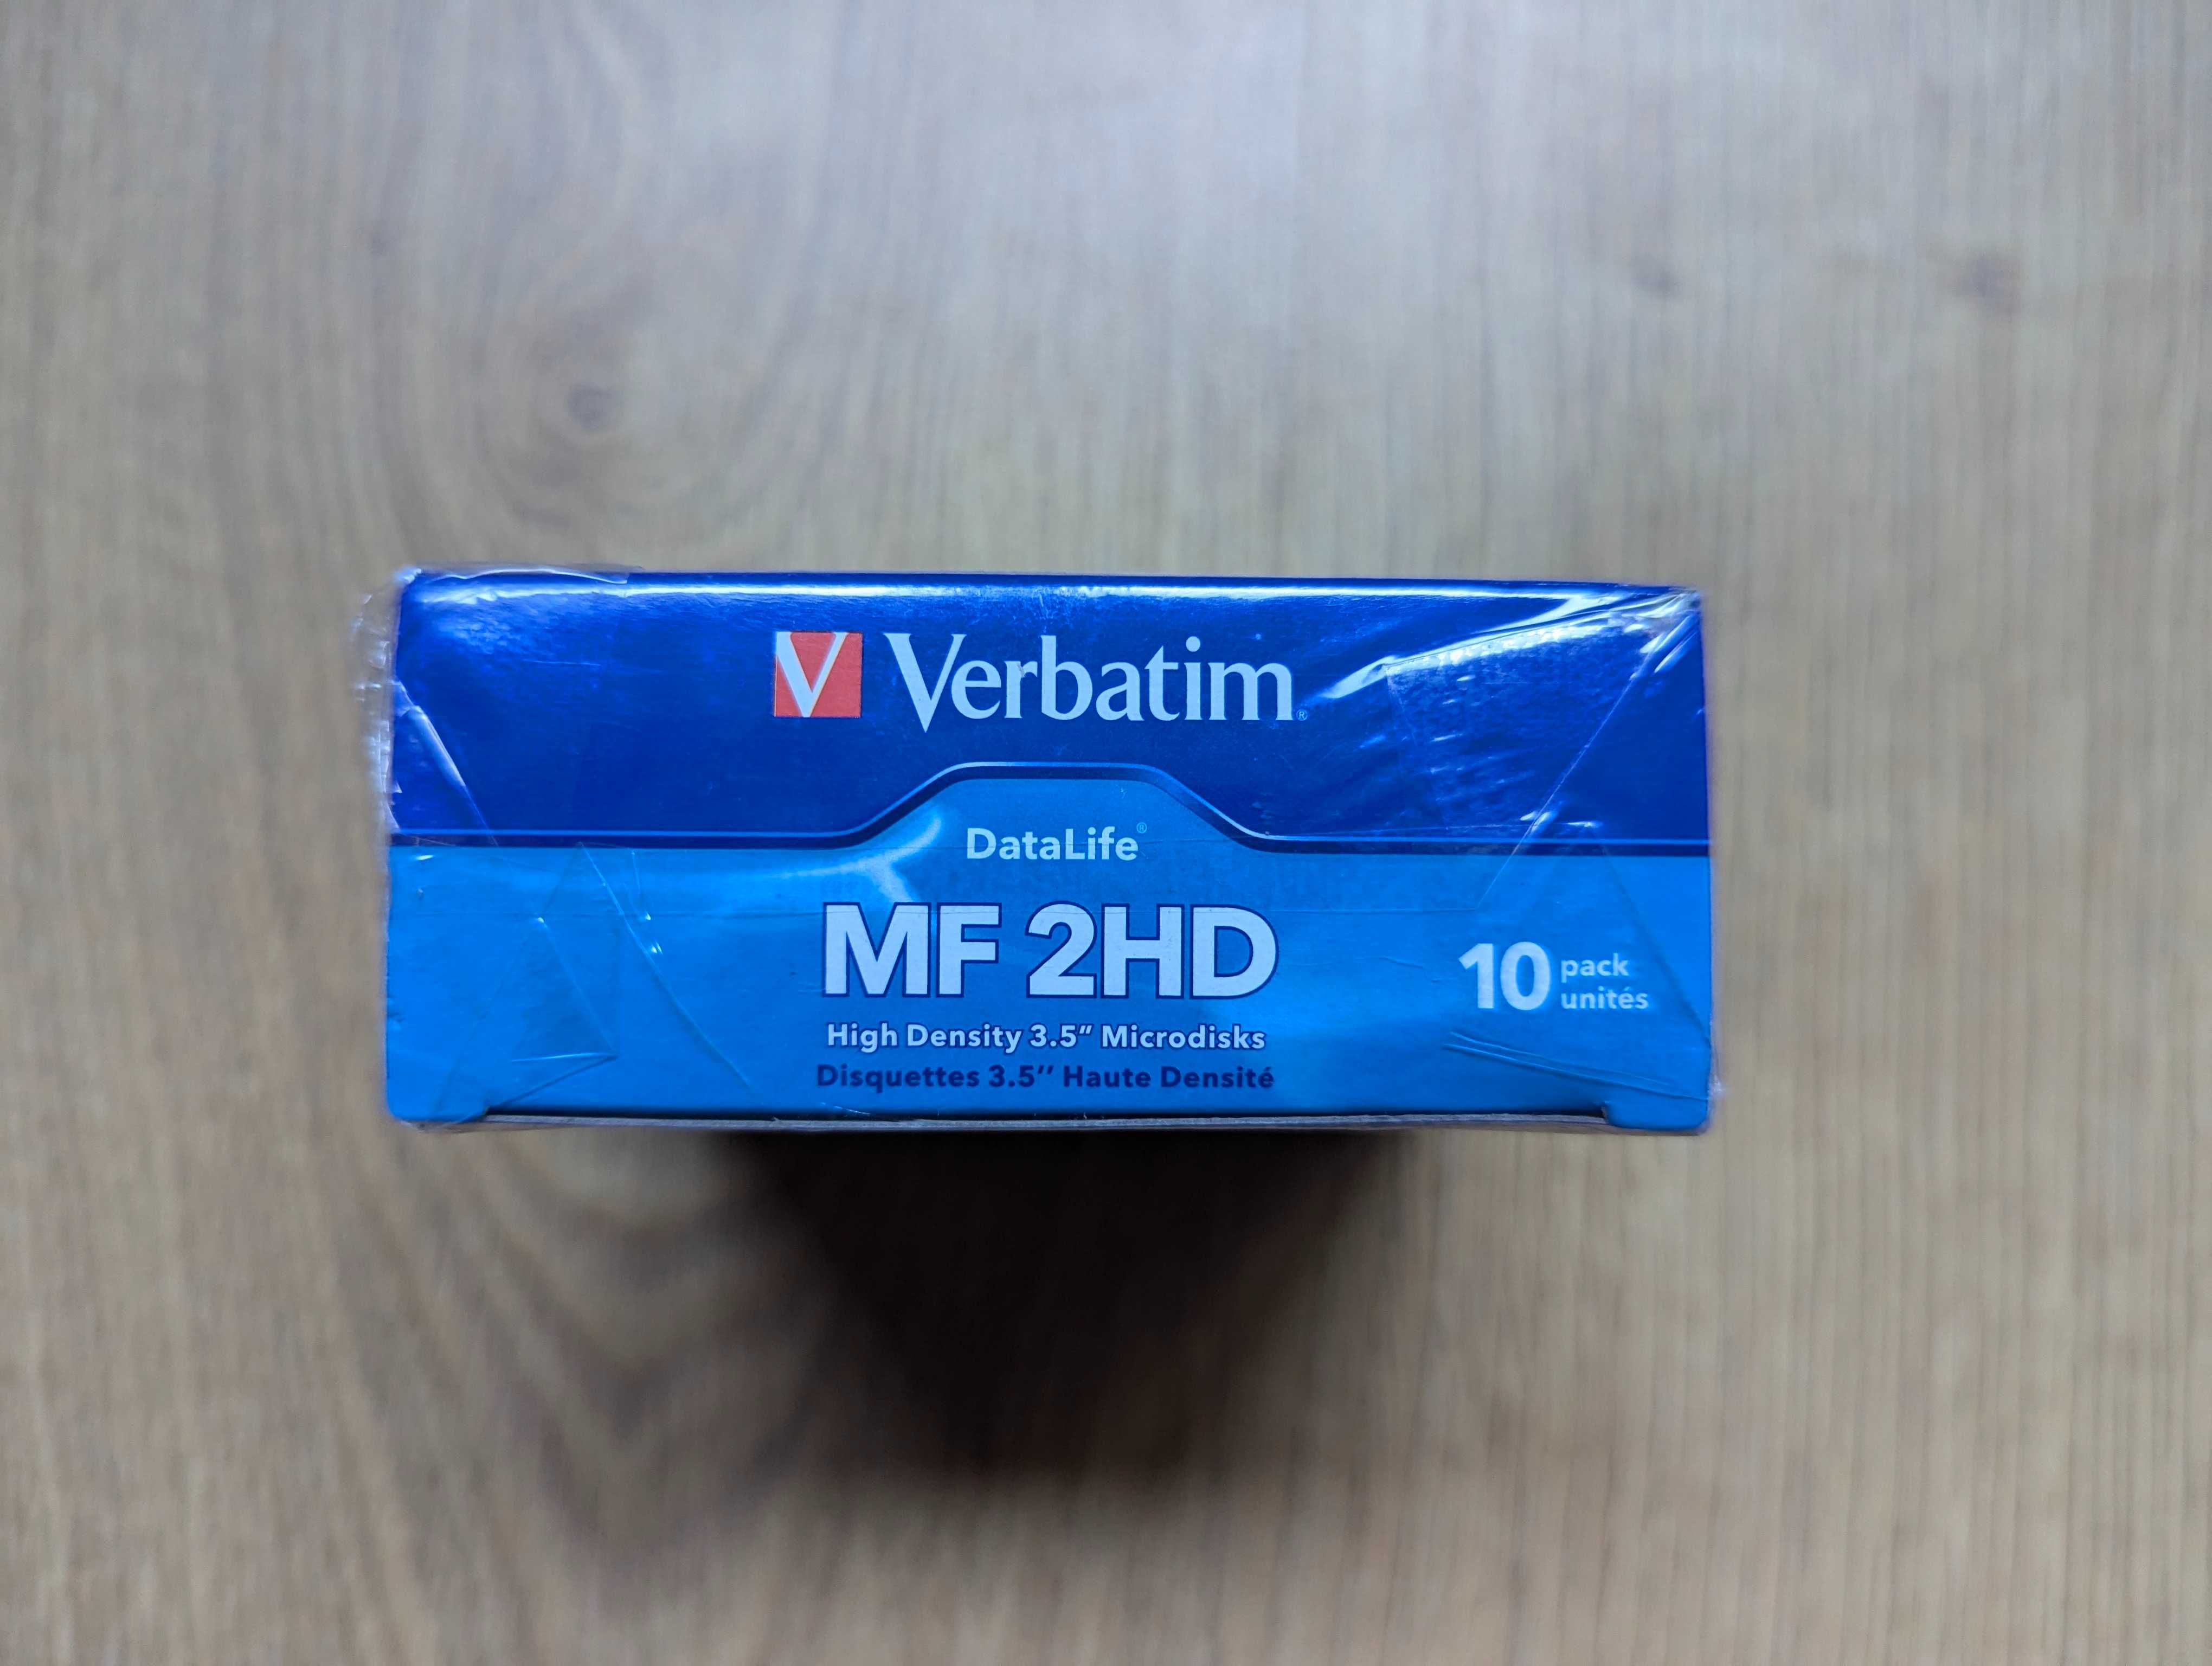 V Verbatim®
DataLife®
MF 2HD
High Density 3.5″ Microdisks
Disquettes 3.5′′ Haute Densité
10 pack
unités